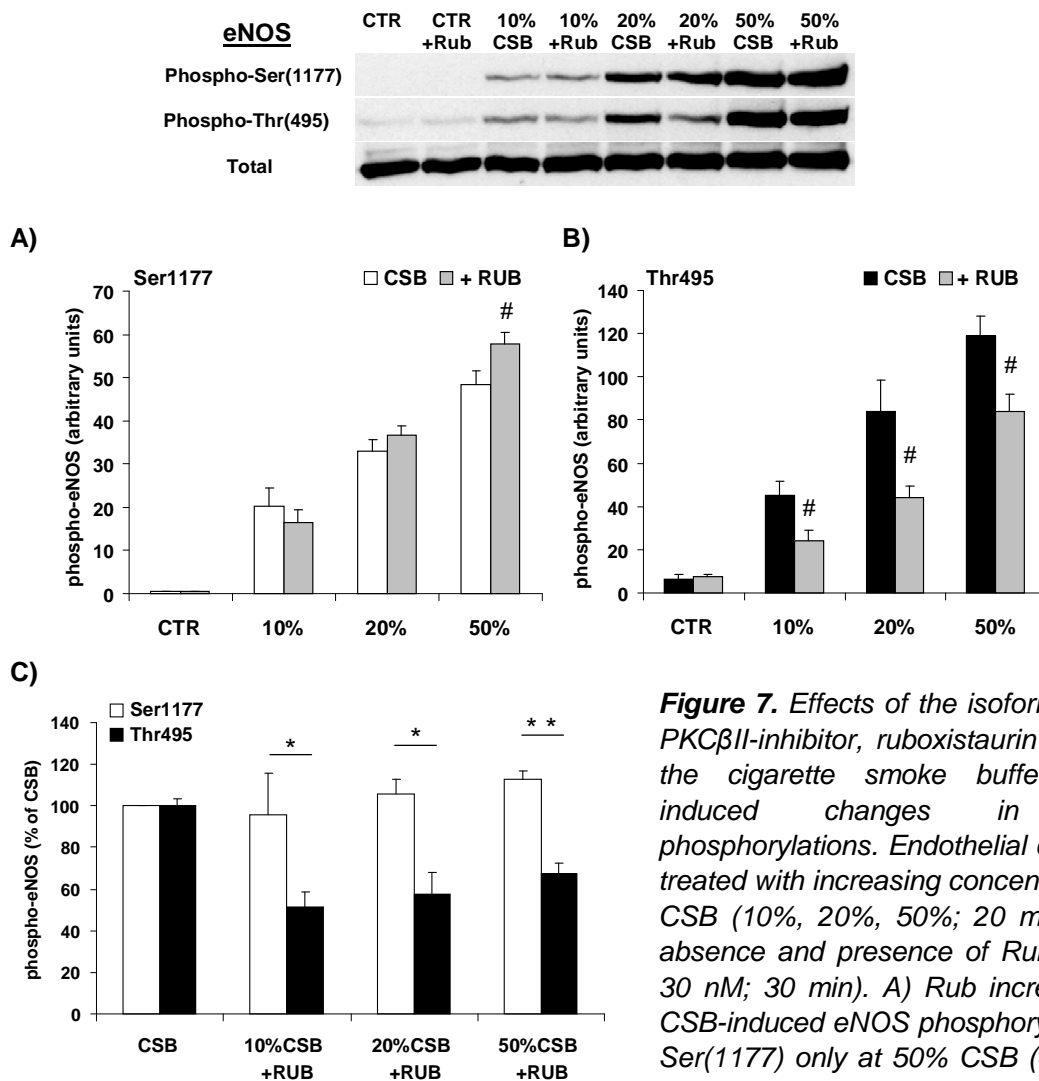 eNOS
CTR CTR +Rub 10% CSB 10% +Rub 20% CSB 20% +Rub 50% CSB 50% +Rub
Phospho-Ser(1177)
Phospho-Thr(495)
Total
A)
Ser1177
CSB + RUB
phospho-eNOS (arbitrary units)
70
60
50
40
30
20
10
0
#
CTR 10% 20% 50%
B)
Thr495
CSB + RUB
phospho-eNOS (arbitrary units)
140
120
100
80
60
40
20
0
# # #
CTR 10% 20% 50%
C)
Ser1177
Thr495
phospho-eNOS (% of CSB)
140
120
100
80
60
40
20
0
* * * *
CSB 10%CSB 20%CSB 50%CSB
+RUB +RUB +RUB
Figure 7. Effects of the isoform
PKCβII-inhibitor, ruboxistaurin
the cigarette smoke buffe
induced changes in
phosphorylations. Endothelial
treated with increasing concen
CSB (10%, 20%, 50%; 20 m
absence and presence of Ru
30 nM; 30 min). A) Rub incre
CSB-induced eNOS phosphory
Ser(1177) only at 50% CSB (